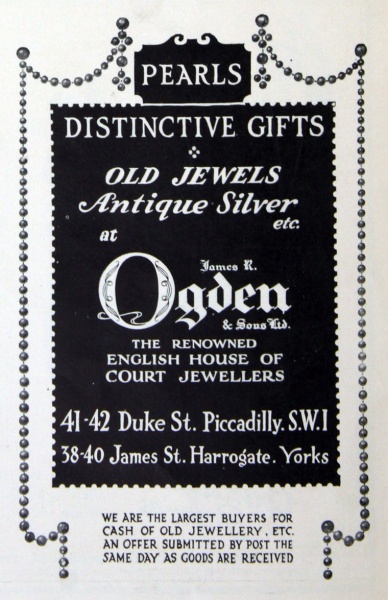 PEARLS
DISTINCTIVE GIFTS
OLD JEWELS
Antique Silver
etc.
at
James R.
Ogden
& Sons Ltd.
THE RENOWNED
ENGLISH HOUSE OF
COURT JEWELLERS
41-42 Duke St. Piccadilly. S.W.1
38-40 James St. Harrogate. Yorks
WE ARE THE LARGEST BUYERS FOR
CASH OF OLD JEWELLERY, ETC.
AN OFFER SUBMITTED BY POST THE
SAME DAY AS GOODS ARE RECEIVED